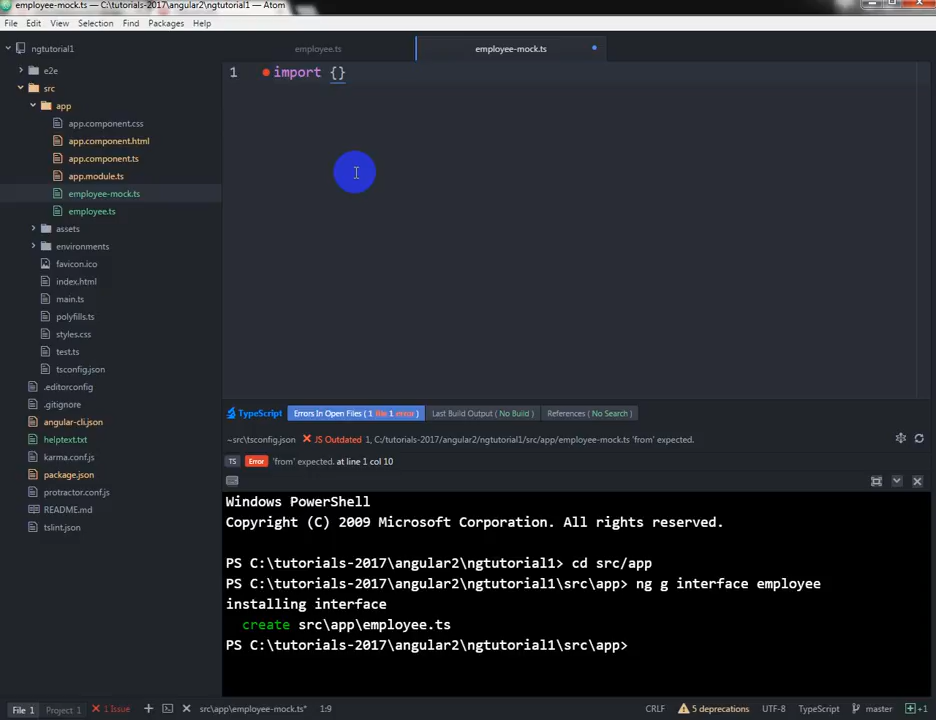 employee-mock.ts — C:\tutorials-2017\angular2\ngtutorial1 — Atom
File Edit View Selection Find Packages Help
ngtutorial1
e2e
src
app
app.component.css
app.component.html
app.component.ts
app.module.ts
employee-mock.ts
employee.ts
assets
environments
favicon.ico
index.html
main.ts
polyfills.ts
styles.css
test.ts
tsconfig.json
.editorconfig
.gitignore
angular-cli.json
helptext.txt
karma.conf.js
package.json
protractor.conf.js
README.md
tslint.json
employee.ts employee-mock.ts
1 import {}
TypeScript Errors In Open Files ( 1 file 1 error ) Last Build Output ( No Build ) References ( No Search )
~src\tsconfig.json JS Outdated 1, C:/tutorials-2017/angular2/ngtutorial1/src/app/employee-mock.ts 'from' expected.
TS Error 'from' expected. at line 1 col 10
Windows PowerShell
Copyright (C) 2009 Microsoft Corporation. All rights reserved.
PS C:\tutorials-2017\angular2\ngtutorial1> cd src/app
PS C:\tutorials-2017\angular2\ngtutorial1\src\app> ng g interface employee
installing interface
create src\app\employee.ts
PS C:\tutorials-2017\angular2\ngtutorial1\src\app>
File 1 Project 1 1 Issue src\app\employee-mock.ts* 1:9 CRLF 5 deprecations UTF-8 TypeScript master +1